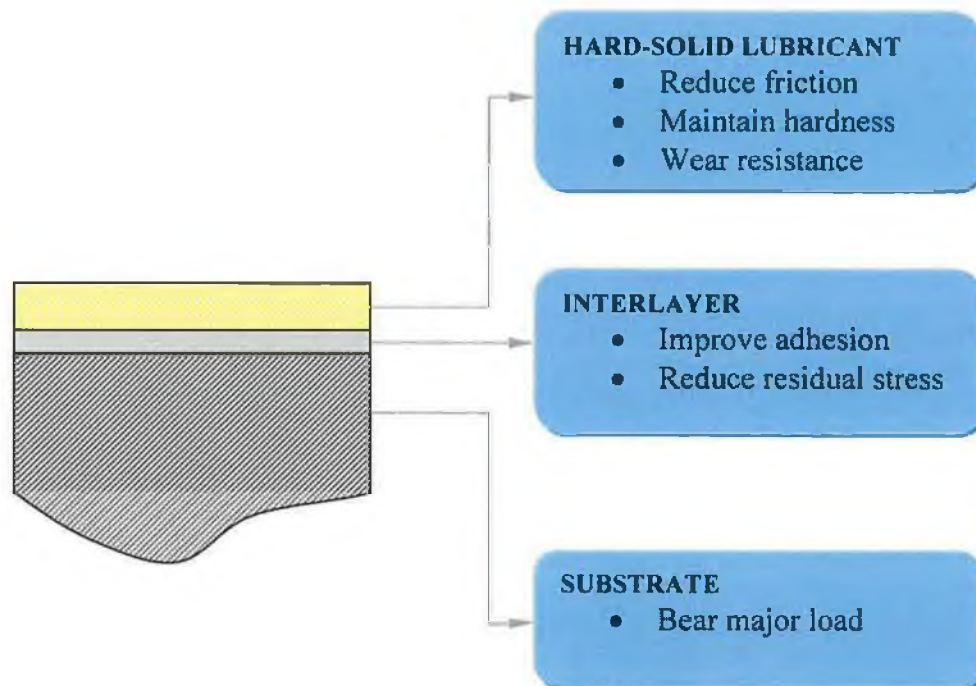 HARD-SOLID LUBRICANT
• Reduce friction
• Maintain hardness
• Wear resistance
INTERLAYER
• Improve adhesion
• Reduce residual stress
SUBSTRATE
• Bear major load